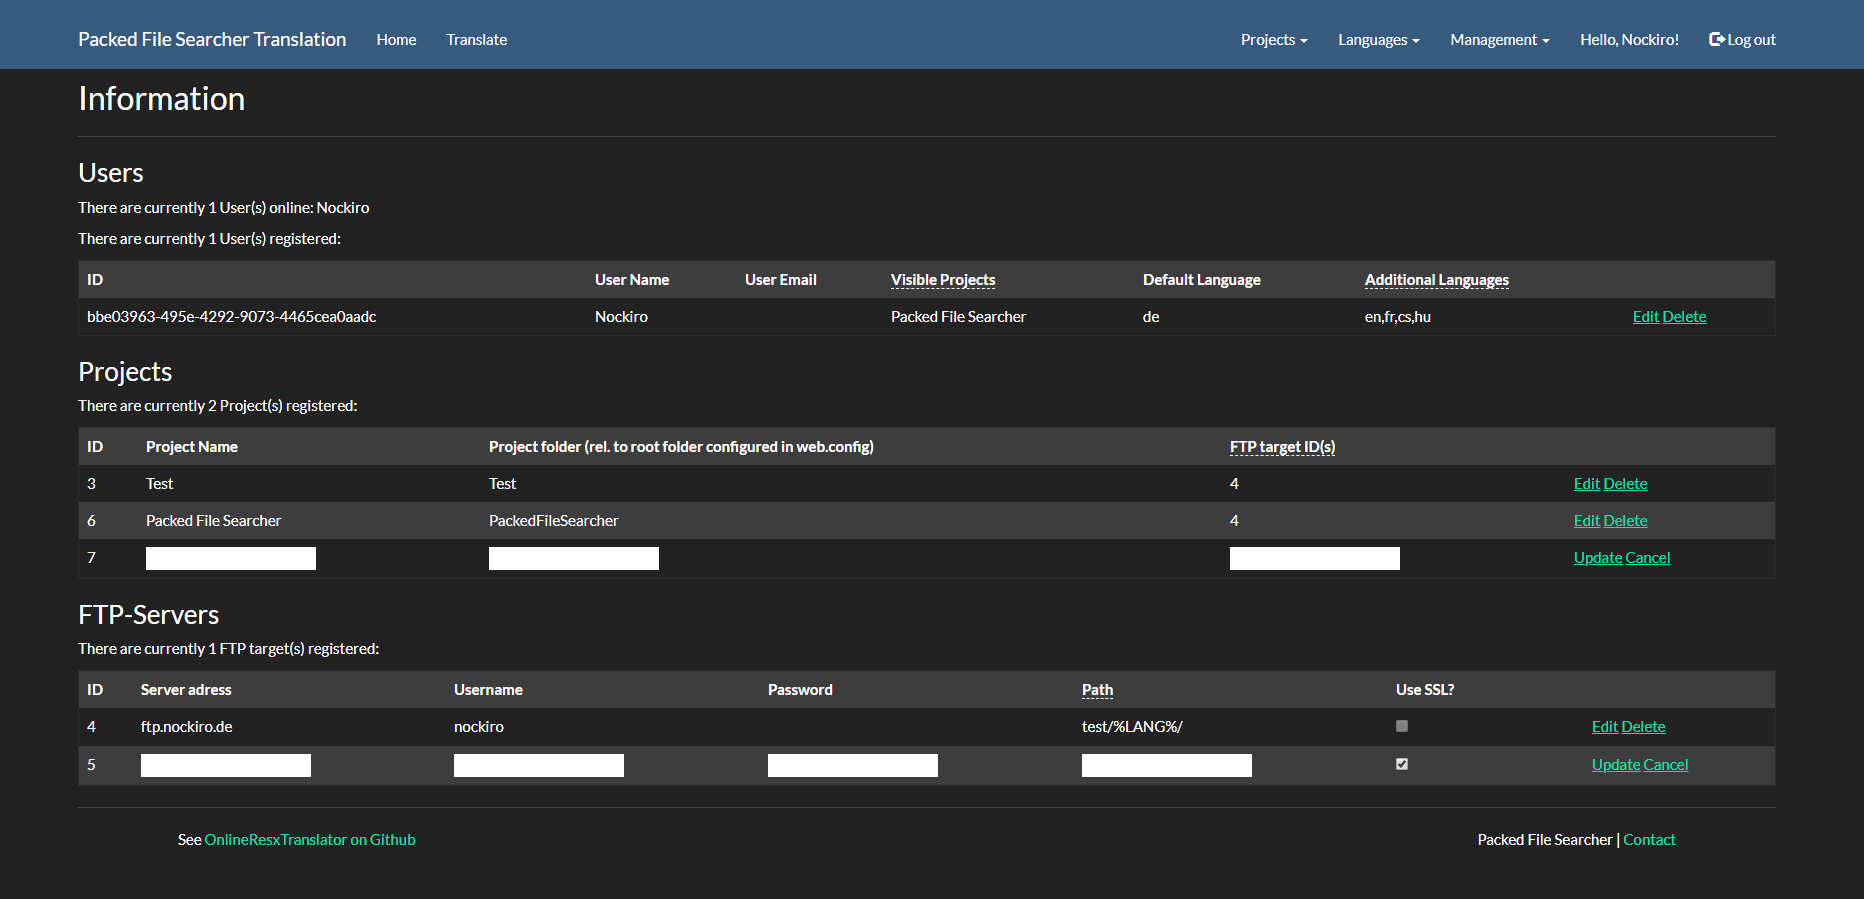 Packed File Searcher Translation Home Translate Projects Languages Management Hello, Nockiro! Log out
Information
Users
There are currently 1 User(s) online: Nockiro
There are currently 1 User(s) registered:
ID User Name User Email Visible Projects Default Language Additional Languages
bbe03963-495e-4292-9073-4465cea0aadc Nockiro Packed File Searcher de en,fr,cs,hu Edit Delete
Projects
There are currently 2 Project(s) registered:
ID Project Name Project folder (rel. to root folder configured in web.config) FTP target ID(s)
3 Test Test 4 Edit Delete
6 Packed File Searcher PackedFileSearcher 4 Edit Delete
7 Update Cancel
FTP-Servers
There are currently 1 FTP target(s) registered:
ID Server adress Username Password Path Use SSL?
4 ftp.nockiro.de nockiro test/%LANG%/ Edit Delete
5 Update Cancel
See OnlineResxTranslator on Github Packed File Searcher | Contact